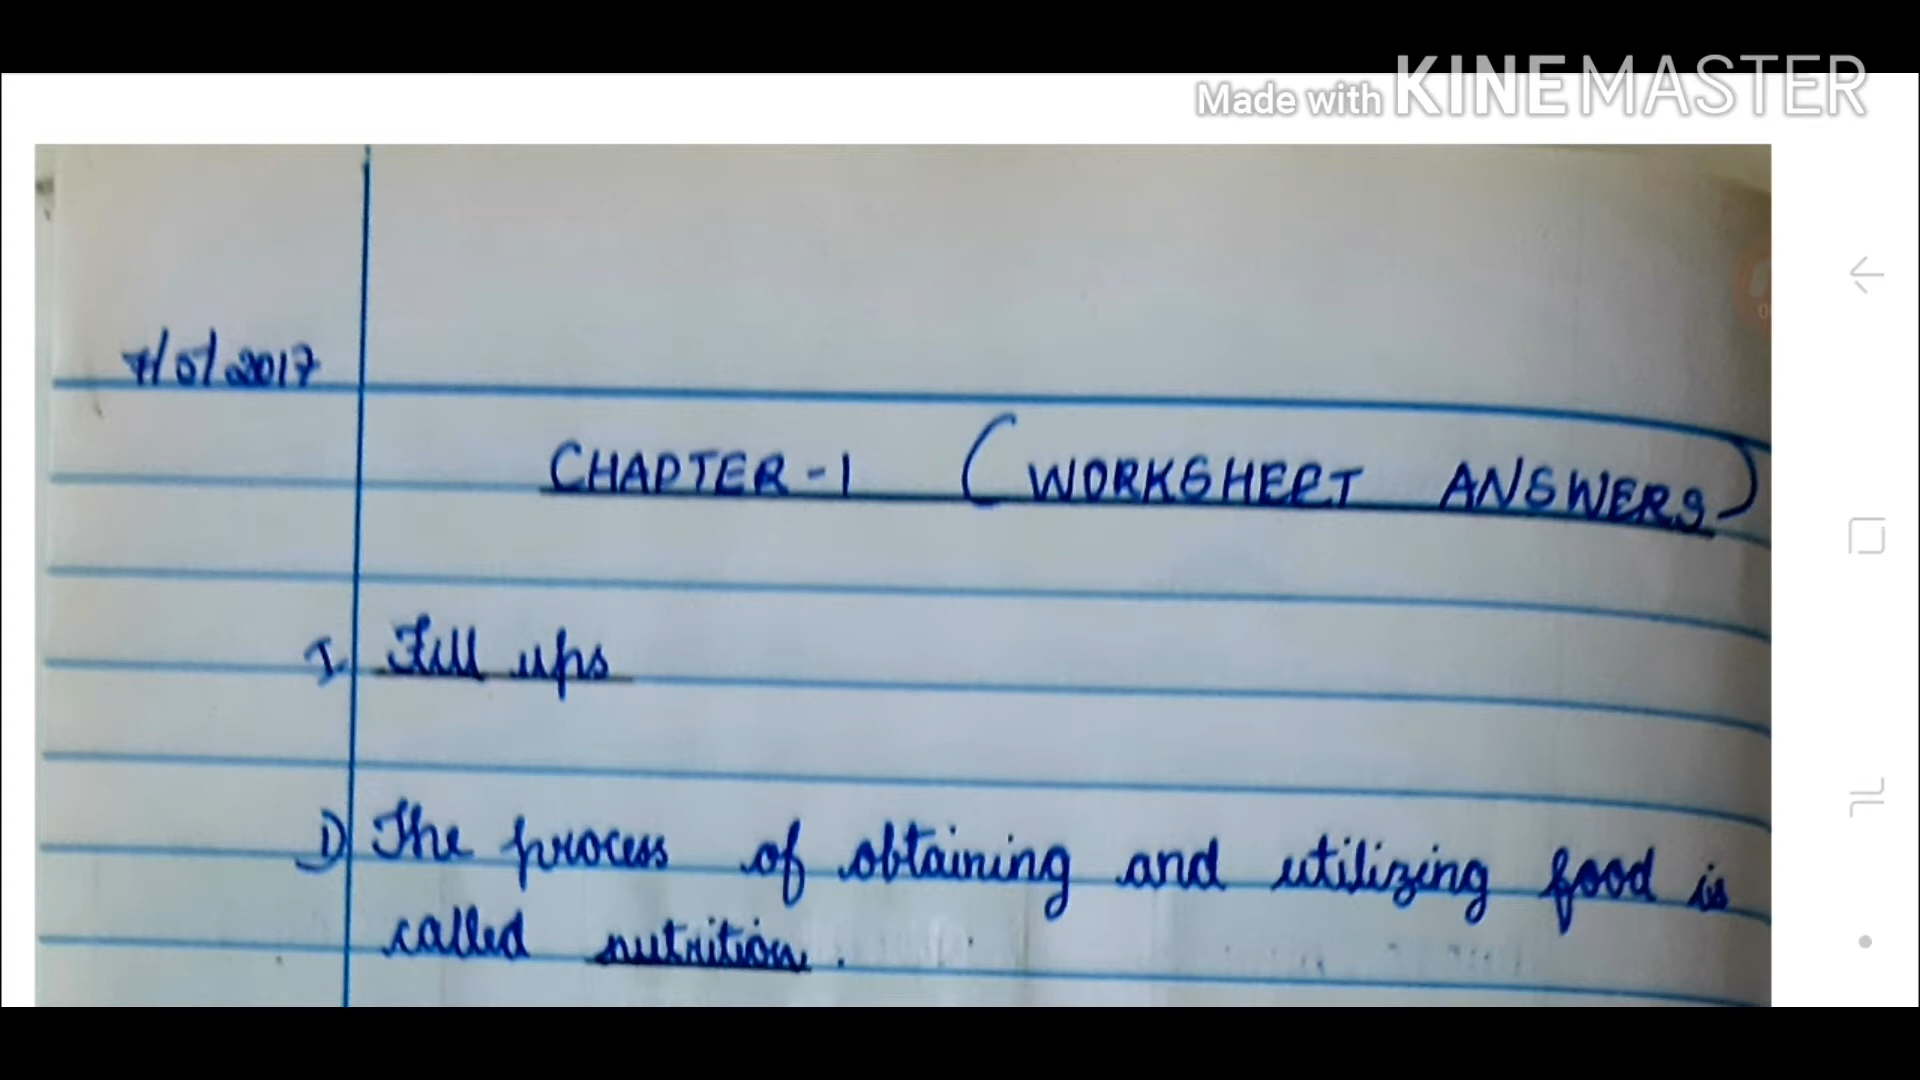 Made with KINEMASTER
7/5/2017
CHAPTER-1 (WORKSHEET ANSWERS)
I. Fill ups
1) The process of obtaining and utilizing food is
called nutrition.